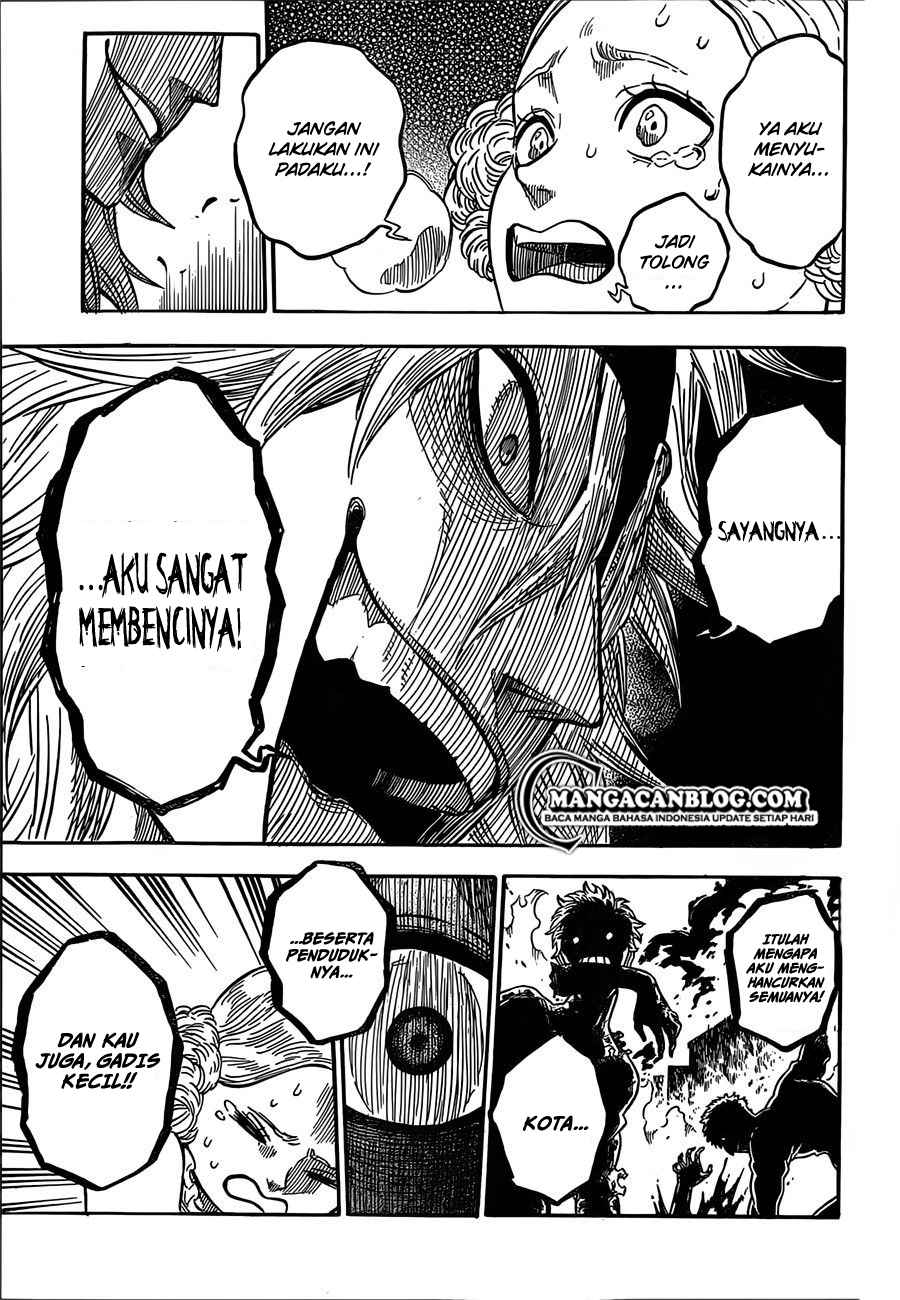 YA AKU
MENYU-
KAINYA...
JADI
TOLONG
...
JANGAN
LAKUKAN INI
PADAKU...!
SAYANGNYA...
...AKU SANGAT
MEMBENCINYA!
MANGACANBLOG.COM
BACA MANGA BAHASA INDONESIA UPDATE SETIAP HARI
ITULAH
MENGAPA
AKU MENG-
HANCURKAN
SEMUANYA!
KOTA...
...BESERTA
PENDUDUK-
NYA...
DAN KAU
JUGA, GADIS
KECIL!!